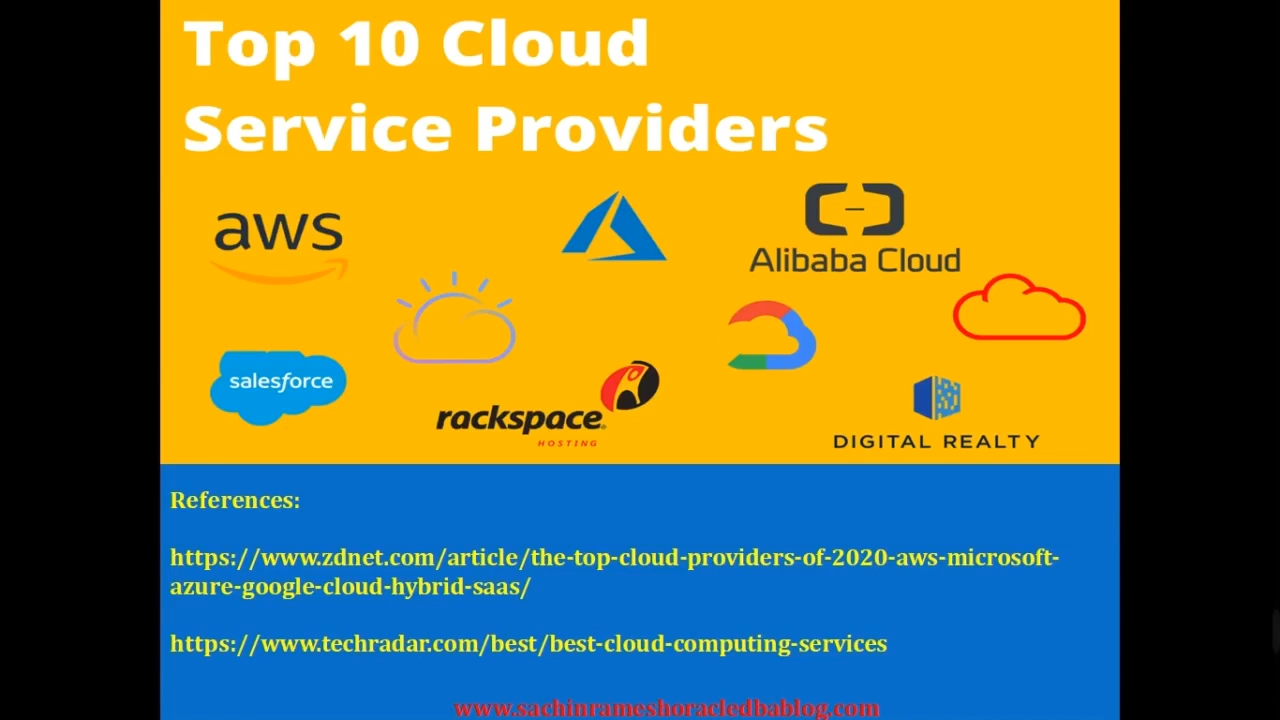 Top 10 Cloud
Service Providers
aws
Alibaba Cloud
salesforce
rackspace
HOSTING
DIGITAL REALTY
References:
https://www.zdnet.com/article/the-top-cloud-providers-of-2020-aws-microsoft-
azure-google-cloud-hybrid-saas/
https://www.techradar.com/best/best-cloud-computing-services
www.sachinrameshoracledbablog.com